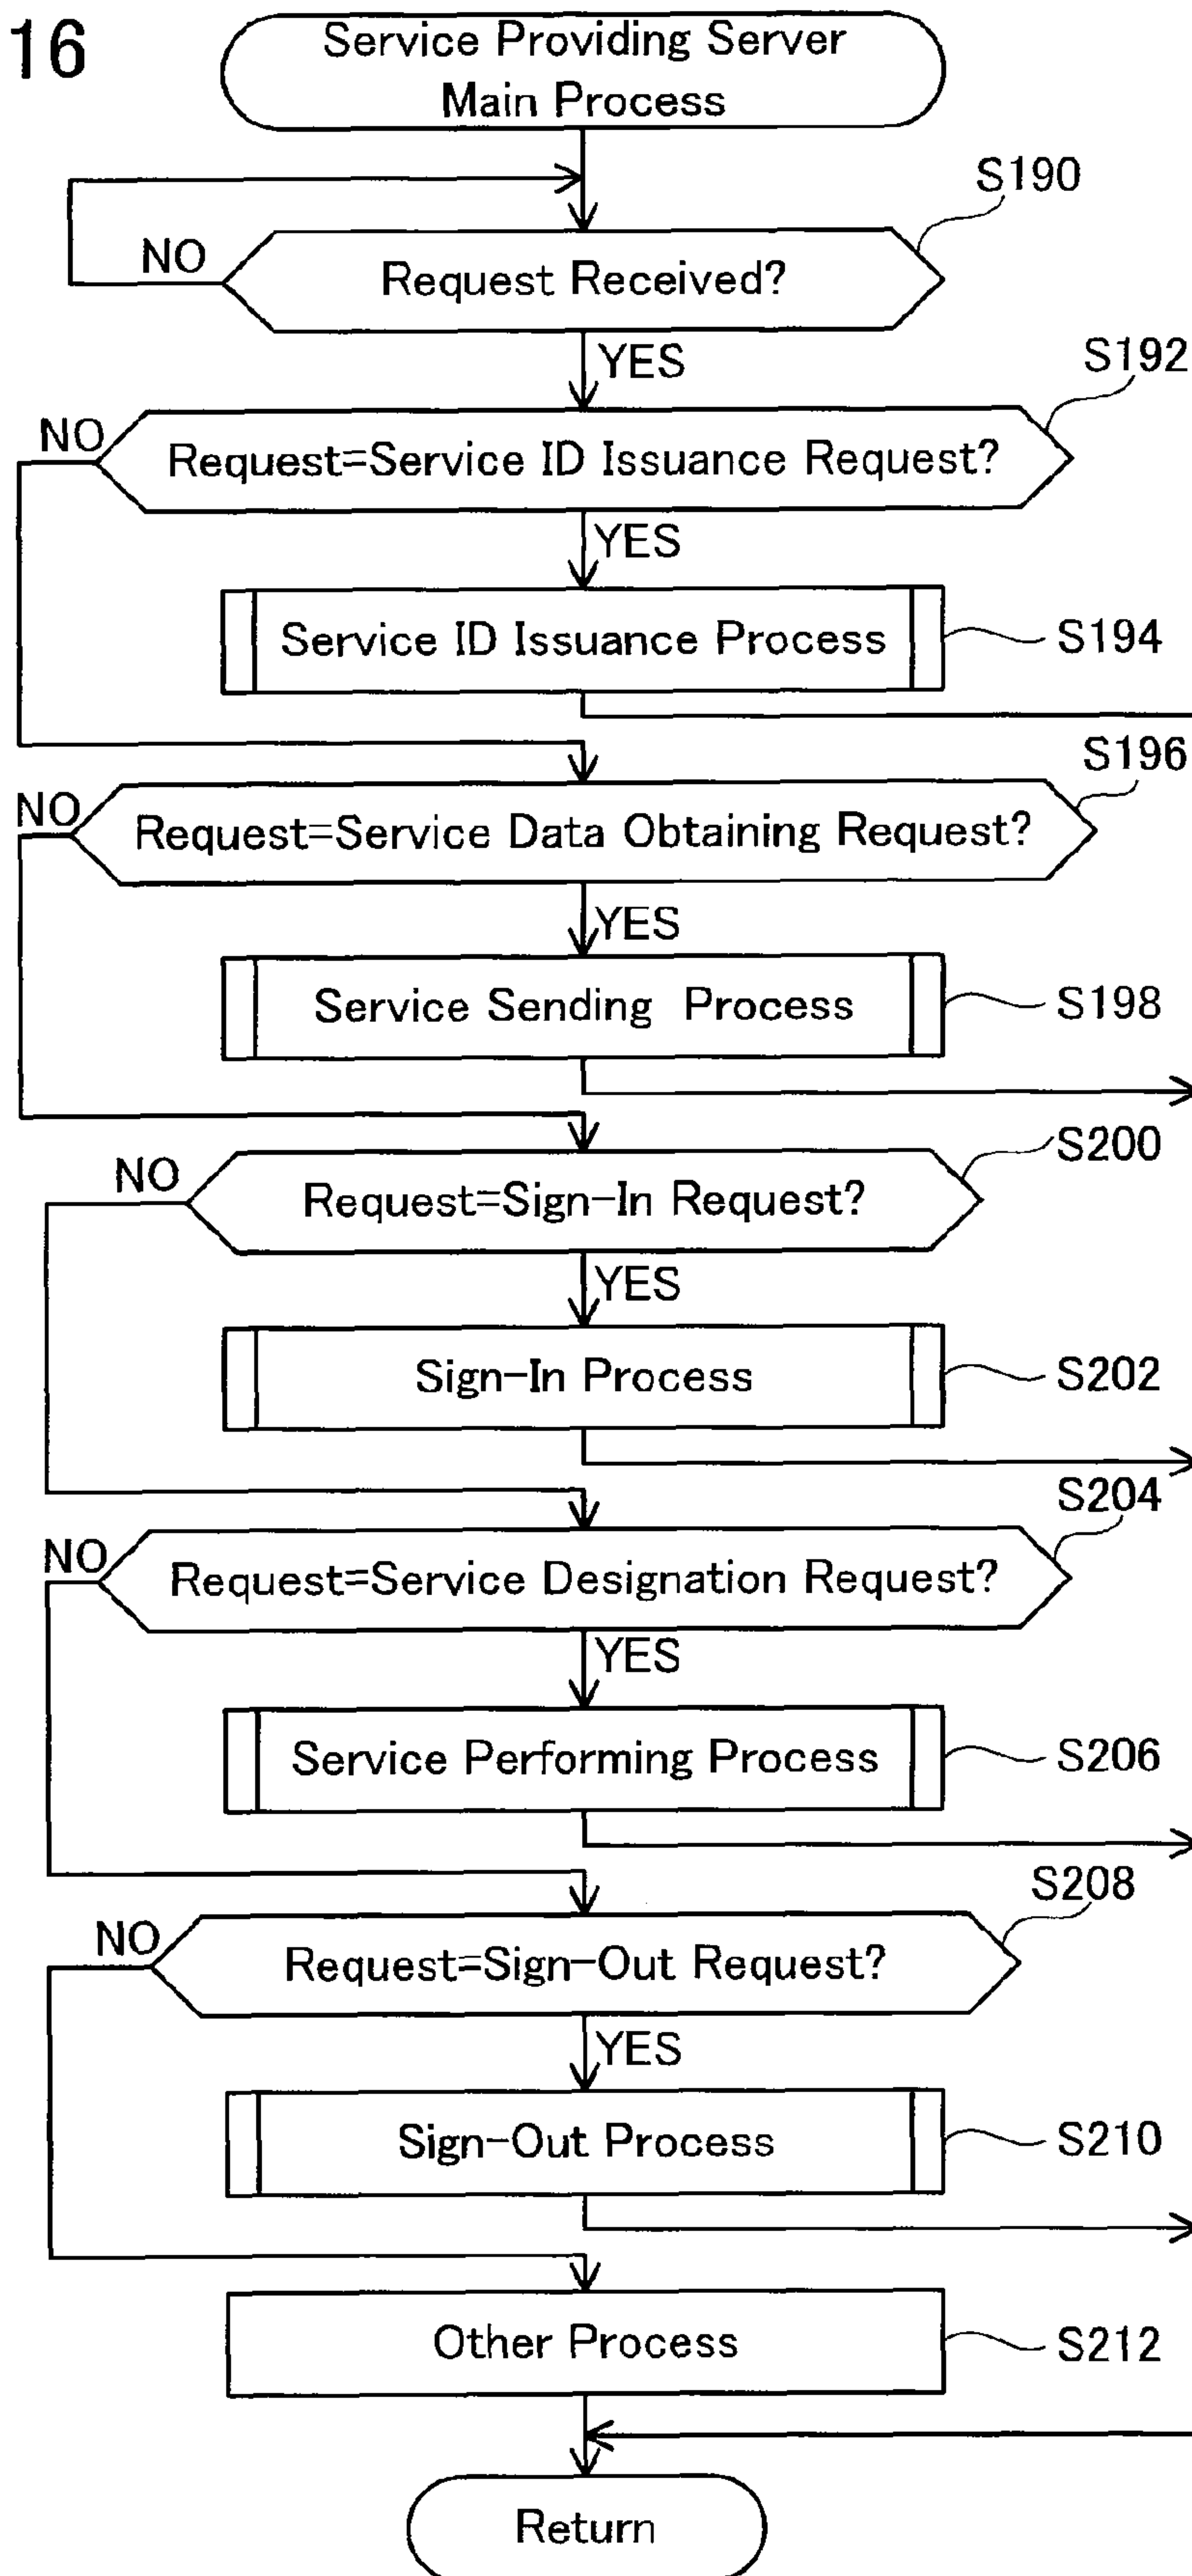 16
Service Providing Server
Main Process
S190
NO
Request Received?
YES
S192
NO
Request=Service ID Issuance Request?
YES
Service ID Issuance Process
S194
S196
NO
Request=Service Data Obtaining Request?
YES
Service Sending Process
S198
S200
NO
Request=Sign-In Request?
YES
Sign-In Process
S202
S204
NO
Request=Service Designation Request?
YES
Service Performing Process
S206
S208
NO
Request=Sign-Out Request?
YES
Sign-Out Process
S210
Other Process
S212
Return